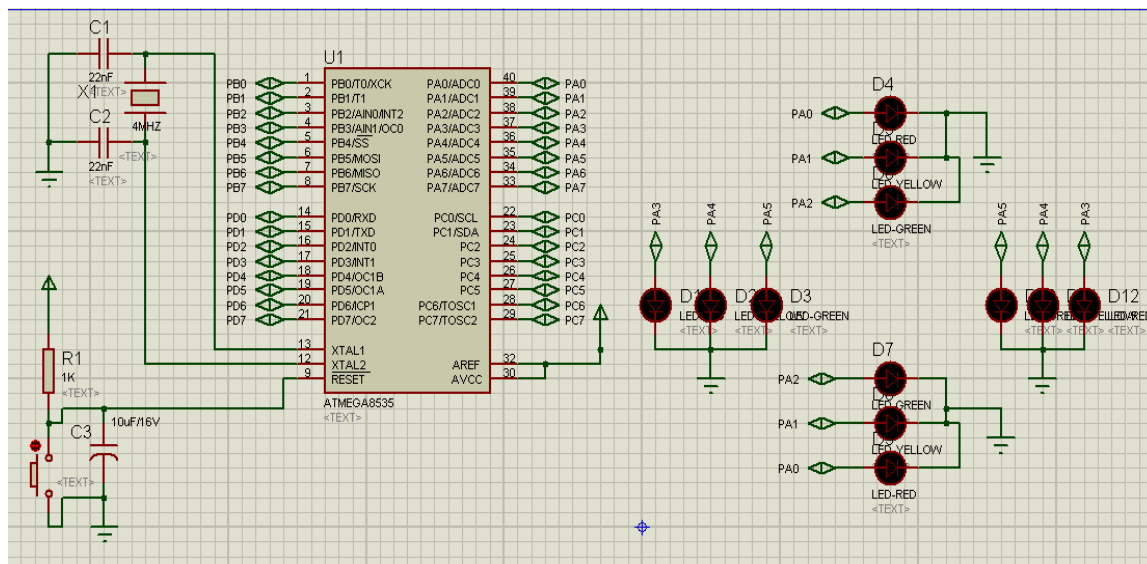 C1
22nF
X1
<TEXT>
4MHZ
C2
22nF
<TEXT>
<TEXT>
R1
1K
<TEXT>
C3
10uF/16V
<TEXT>
U1
PB0 1 PB0/T0/XCK PA0/ADC0 40 PA0
PB1 2 PB1/T1 PA1/ADC1 39 PA1
PB2 3 PB2/AIN0/INT2 PA2/ADC2 38 PA2
PB3 4 PB3/AIN1/OC0 PA3/ADC3 37 PA3
PB4 5 PB4/SS PA4/ADC4 36 PA4
PB5 6 PB5/MOSI PA5/ADC5 35 PA5
PB6 7 PB6/MISO PA6/ADC6 34 PA6
PB7 8 PB7/SCK PA7/ADC7 33 PA7
PD0 14 PD0/RXD PC0/SCL 22 PC0
PD1 15 PD1/TXD PC1/SDA 23 PC1
PD2 16 PD2/INT0 PC2 24 PC2
PD3 17 PD3/INT1 PC3 25 PC3
PD4 18 PD4/OC1B PC4 26 PC4
PD5 19 PD5/OC1A PC5 27 PC5
PD6 20 PD6/ICP1 PC6/TOSC1 28 PC6
PD7 21 PD7/OC2 PC7/TOSC2 29 PC7
13 XTAL1
12 XTAL2 AREF 32
9 RESET AVCC 30
ATMEGA8535
<TEXT>
D4
PA0
LED-RED
PA1
LED-YELLOW
PA2
LED-GREEN
<TEXT>
PA3 PA4 PA5
D3
LED-GREEN
<TEXT> <TEXT> <TEXT>
PA5 PA4 PA3
D12
<TEXT> <TEXT> <TEXT>
D7
PA2
LED-GREEN
PA1
LED-YELLOW
PA0
LED-RED
<TEXT>